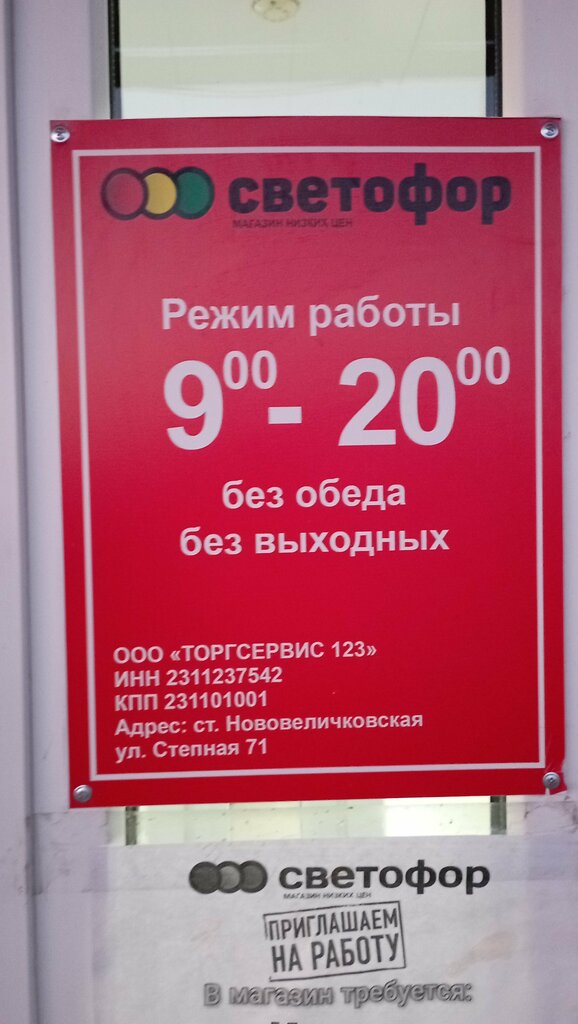 светофор
МАГАЗИН НИЗКИХ ЦЕН
Режим работы
9⁰⁰ - 20⁰⁰
без обеда
без выходных
ООО «ТОРГСЕРВИС 123»
ИНН 2311237542
КПП 231101001
Адрес: ст. Нововеличковская
ул. Степная 71
светофор
МАГАЗИН НИЗКИХ ЦЕН
ПРИГЛАШАЕМ
НА РАБОТУ
В магазин требуется: